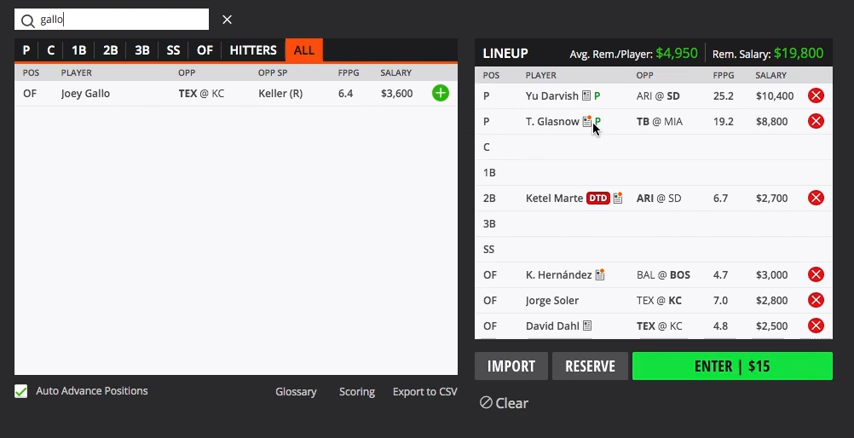 gallo
P C 1B 2B 3B SS OF HITTERS ALL
POS PLAYER OPP OPP SP FPPG SALARY
OF Joey Gallo TEX @ KC Keller (R) 6.4 $3,600
Auto Advance Positions Glossary Scoring Export to CSV
LINEUP Avg. Rem./Player: $4,950 Rem. Salary: $19,800
POS PLAYER OPP FPPG SALARY
P Yu Darvish P ARI @ SD 25.2 $10,400
P T. Glasnow P TB @ MIA 19.2 $8,800
C
1B
2B Ketel Marte DTD ARI @ SD 6.7 $2,700
3B
SS
OF K. Hernández BAL @ BOS 4.7 $3,000
OF Jorge Soler TEX @ KC 7.0 $2,800
OF David Dahl TEX @ KC 4.8 $2,500
IMPORT RESERVE ENTER | $15
Clear